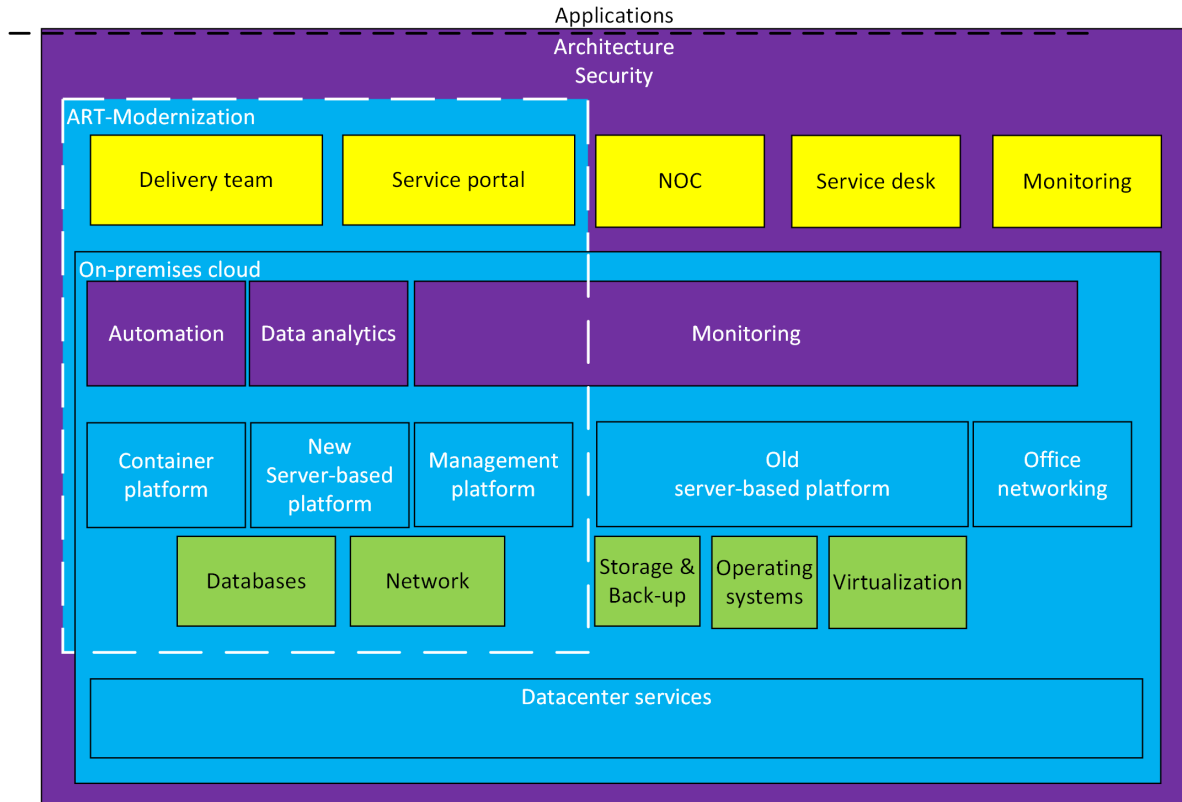 Applications
Architecture
Security
ART-Modernization
Delivery team
Service portal
NOC
Service desk
Monitoring
On-premises cloud
Automation
Data analytics
Monitoring
Container
platform
New
Server-based
platform
Management
platform
Old
server-based platform
Office
networking
Databases
Network
Storage &
Back-up
Operating
systems
Virtualization
Datacenter services